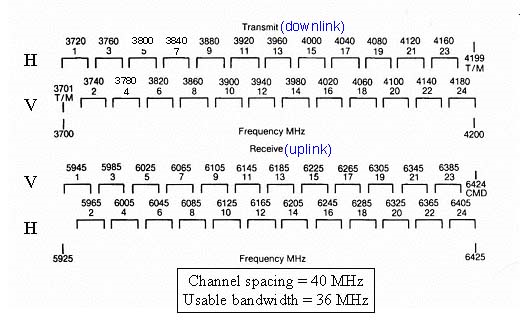 Transmit (downlink)
3720 3760 3800 3840 3880 3920 3960 4000 4040 4080 4120 4160
H 1 3 5 7 9 11 13 15 17 19 21 23
4199
T/M
3701 3740 3780 3820 3860 3900 3940 3980 4020 4060 4100 4140 4180
V T/M 2 4 6 8 10 12 14 16 18 20 22 24
3700 Frequency MHz 4200
Receive (uplink)
5945 5985 6025 6065 6105 6145 6185 6225 6265 6305 6345 6385
V 1 3 5 7 9 11 13 15 17 19 21 23
6424
CMD
5965 6005 6045 6085 6125 6165 6205 6245 6285 6325 6365 6405
H 2 4 6 8 10 12 14 16 18 20 22 24
5925 Frequency MHz 6425
Channel spacing = 40 MHz
Usable bandwidth = 36 MHz